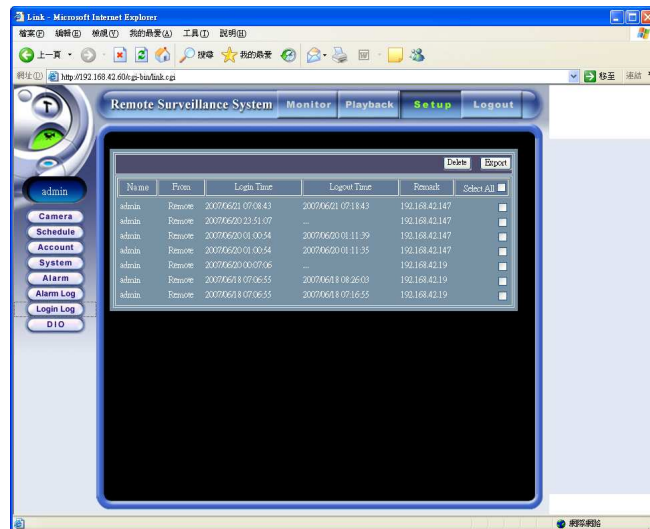 Link - Microsoft Internet Explorer
檔案(F) 編輯(E) 檢視(V) 我的最愛(A) 工具(T) 說明(H)
上一頁 搜尋 我的最愛
網址(D) http://192.168.42.60/cgi-bin/link.cgi 移至 連結
Remote Surveillance System Monitor Playback Setup Logout
admin
Camera
Schedule
Account
System
Alarm
Alarm Log
Login Log
DIO
Delete Export
Name From Login Time Logout Time Remark Select All
admin Remote 2007/06/21 07:08:43 2007/06/21 07:18:43 192.168.42.147
admin Remote 2007/06/20 23:51:07 ... 192.168.42.147
admin Remote 2007/06/20 01:00:54 2007/06/20 01:11:39 192.168.42.147
admin Remote 2007/06/20 01:00:54 2007/06/20 01:11:35 192.168.42.147
admin Remote 2007/06/20 00:07:06 ... 192.168.42.19
admin Remote 2007/06/18 07:06:55 2007/06/18 08:26:03 192.168.42.19
admin Remote 2007/06/18 07:06:55 2007/06/18 07:16:55 192.168.42.19
網際網路